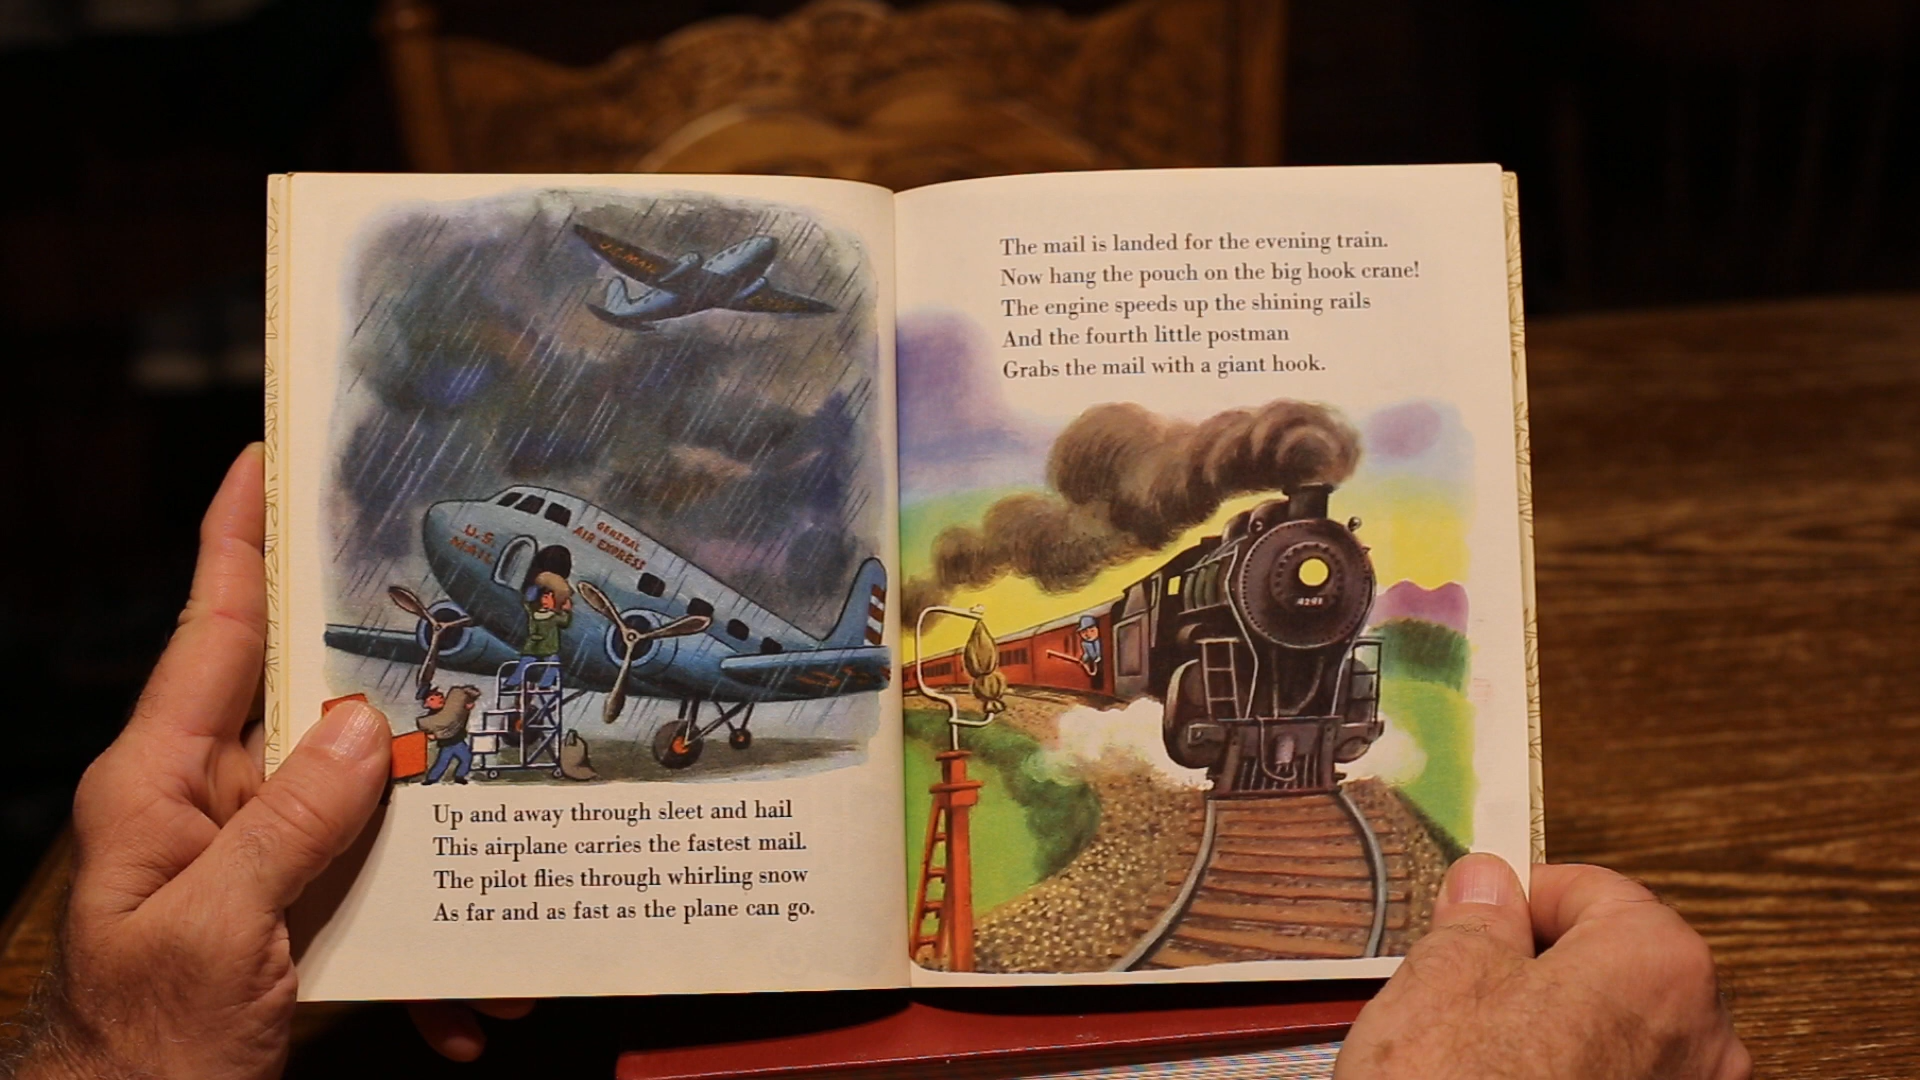 U.S. MAIL
U.S.
MAIL
GENERAL
AIR EXPRESS
Up and away through sleet and hail
This airplane carries the fastest mail.
The pilot flies through whirling snow
As far and as fast as the plane can go.
The mail is landed for the evening train.
Now hang the pouch on the big hook crane!
The engine speeds up the shining rails
And the fourth little postman
Grabs the mail with a giant hook.